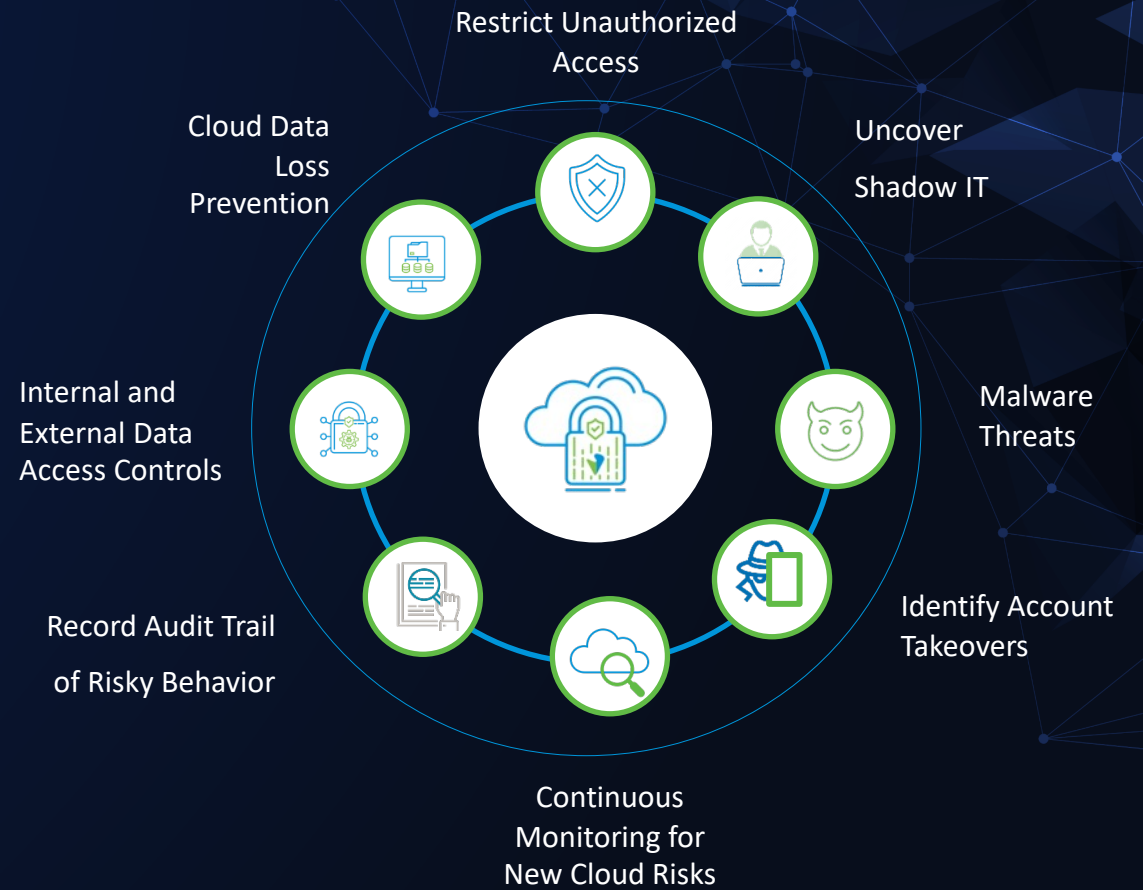 Restrict Unauthorized
Access
Uncover
Shadow IT
Malware
Threats
Identify Account
Takeovers
Continuous
Monitoring for
New Cloud Risks
Record Audit Trail
of Risky Behavior
Internal and
External Data
Access Controls
Cloud Data
Loss
Prevention